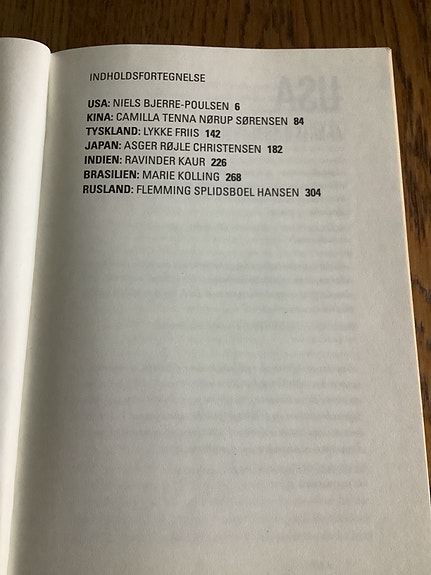 INDHOLDSFORTEGNELSE
USA: NIELS BJERRE-POULSEN 6
KINA: CAMILLA TENNA NØRUP SØRENSEN 84
TYSKLAND: LYKKE FRIIS 142
JAPAN: ASGER RØJLE CHRISTENSEN 182
INDIEN: RAVINDER KAUR 226
BRASILIEN: MARIE KOLLING 268
RUSLAND: FLEMMING SPLIDSBOEL HANSEN 304